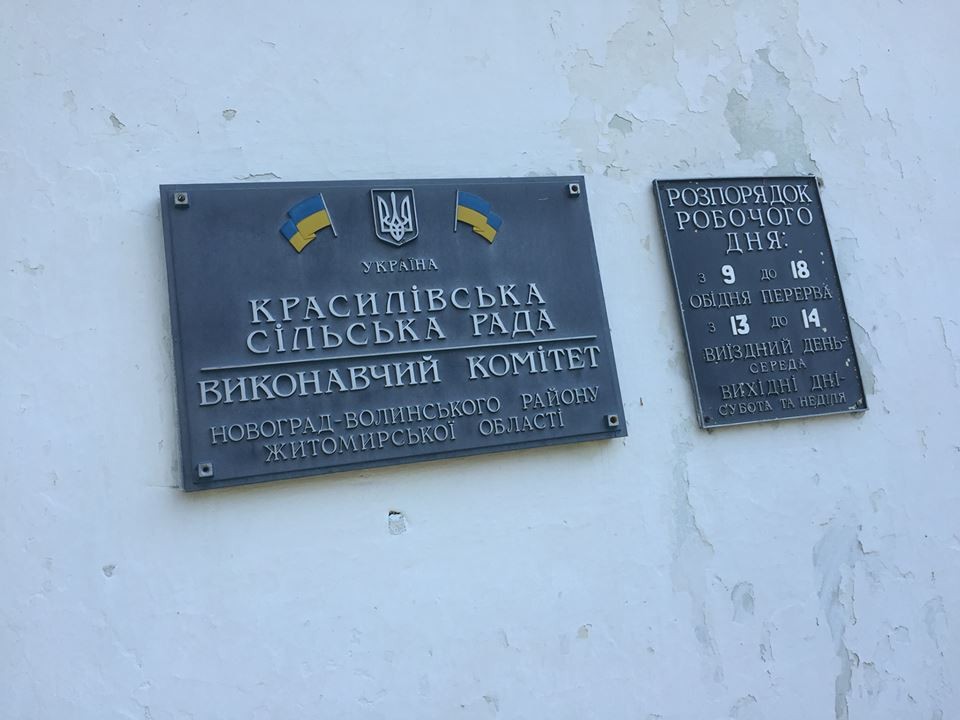 УКРАЇНА
КРАСИЛІВСЬКА
СІЛЬСЬКА РАДА
ВИКОНАВЧИЙ КОМІТЕТ
НОВОГРАД-ВОЛИНСЬКОГО РАЙОНУ
ЖИТОМИРСЬКОЇ ОБЛАСТІ
РОЗПОРЯДОК
РОБОЧОГО
ДНЯ:
З 9 ДО 18
ОБІДНЯ ПЕРЕРВА
З 13 ДО 14
ВИЇЗДНИЙ ДЕНЬ-
СЕРЕДА
ВИХІДНІ ДНІ-
СУБОТА ТА НЕДІЛЯ